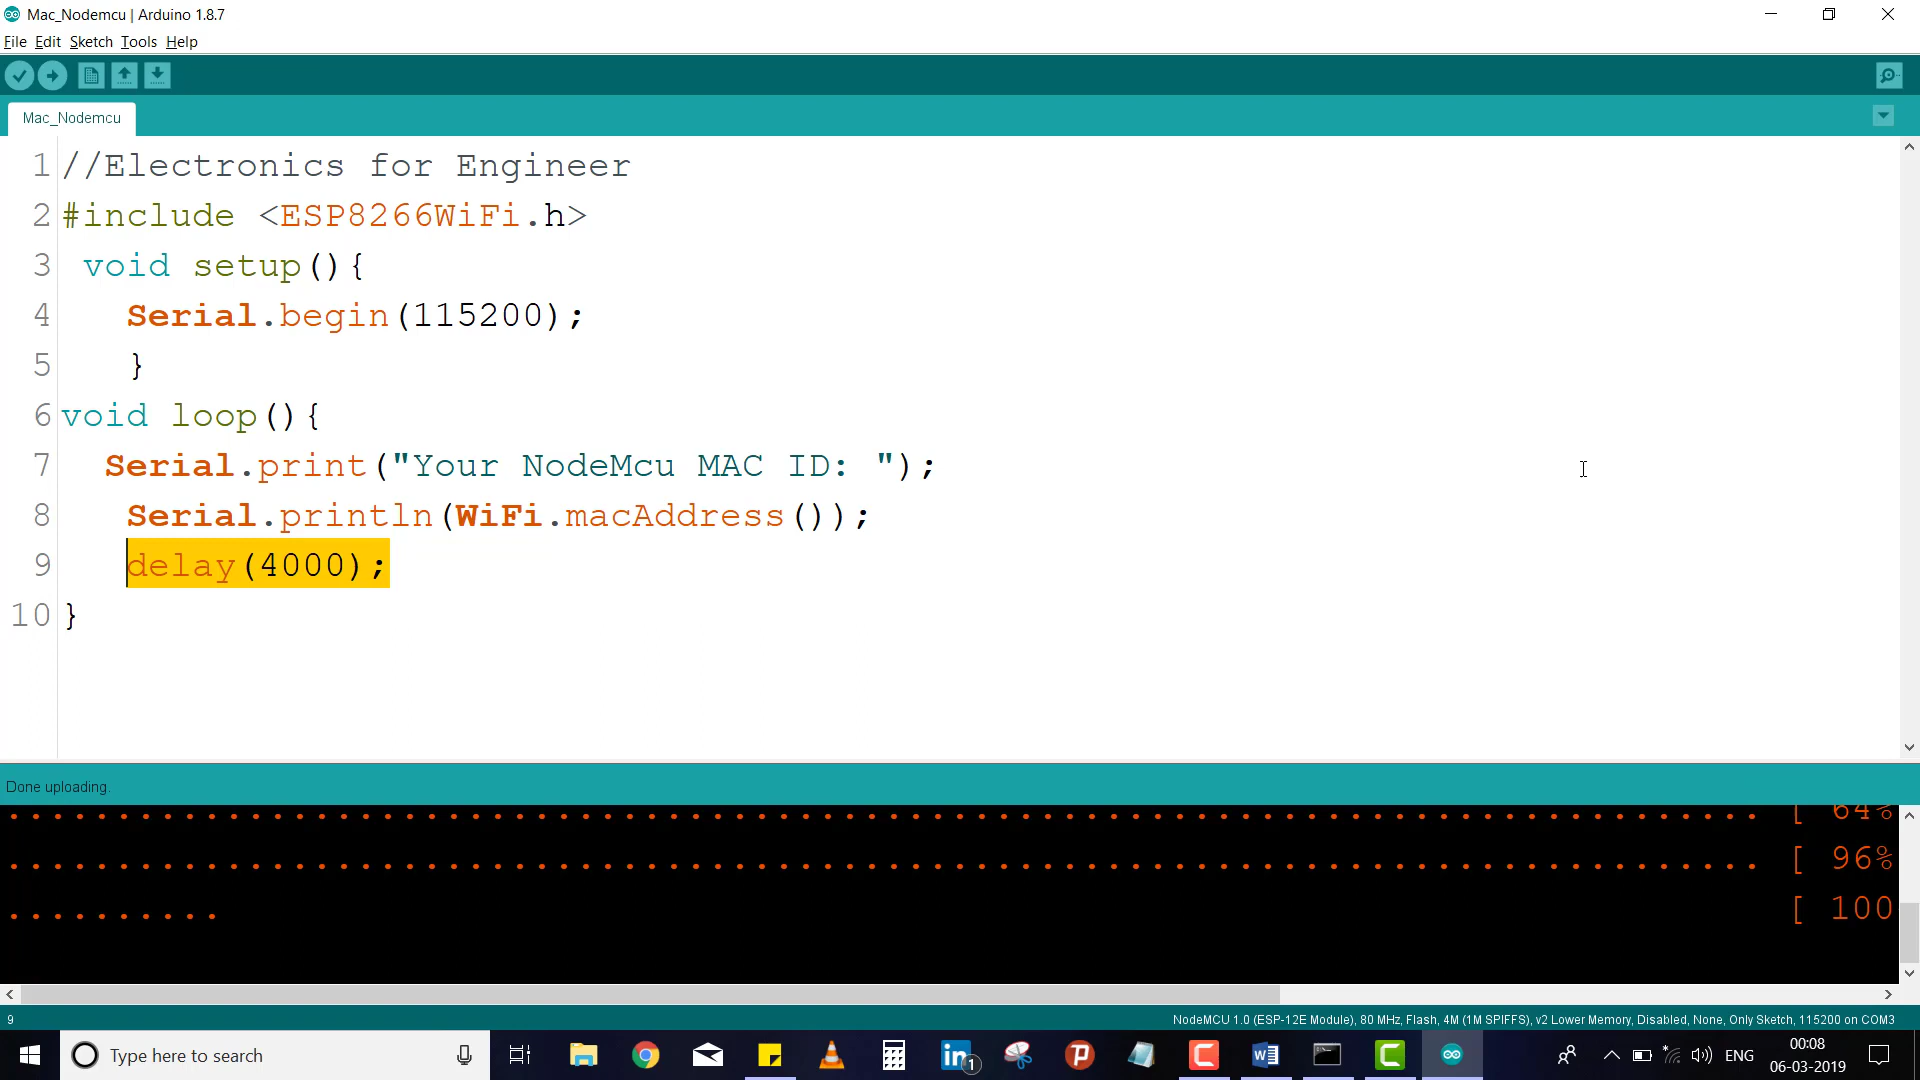 Mac_Nodemcu | Arduino 1.8.7
File Edit Sketch Tools Help
Mac_Nodemcu
1 //Electronics for Engineer
2 #include <ESP8266WiFi.h>
3 void setup(){
4 Serial.begin(115200);
5 }
6 void loop(){
7 Serial.print("Your NodeMcu MAC ID: ");
8 Serial.println(WiFi.macAddress());
9 delay(4000);
10 }
Done uploading.
................................................................................ [ 64%
................................................................................ [ 96%
.......... [ 100
9 NodeMCU 1.0 (ESP-12E Module), 80 MHz, Flash, 4M (1M SPIFFS), v2 Lower Memory, Disabled, None, Only Sketch, 115200 on COM3
Type here to search
in 1
ENG
00:08
06-03-2019